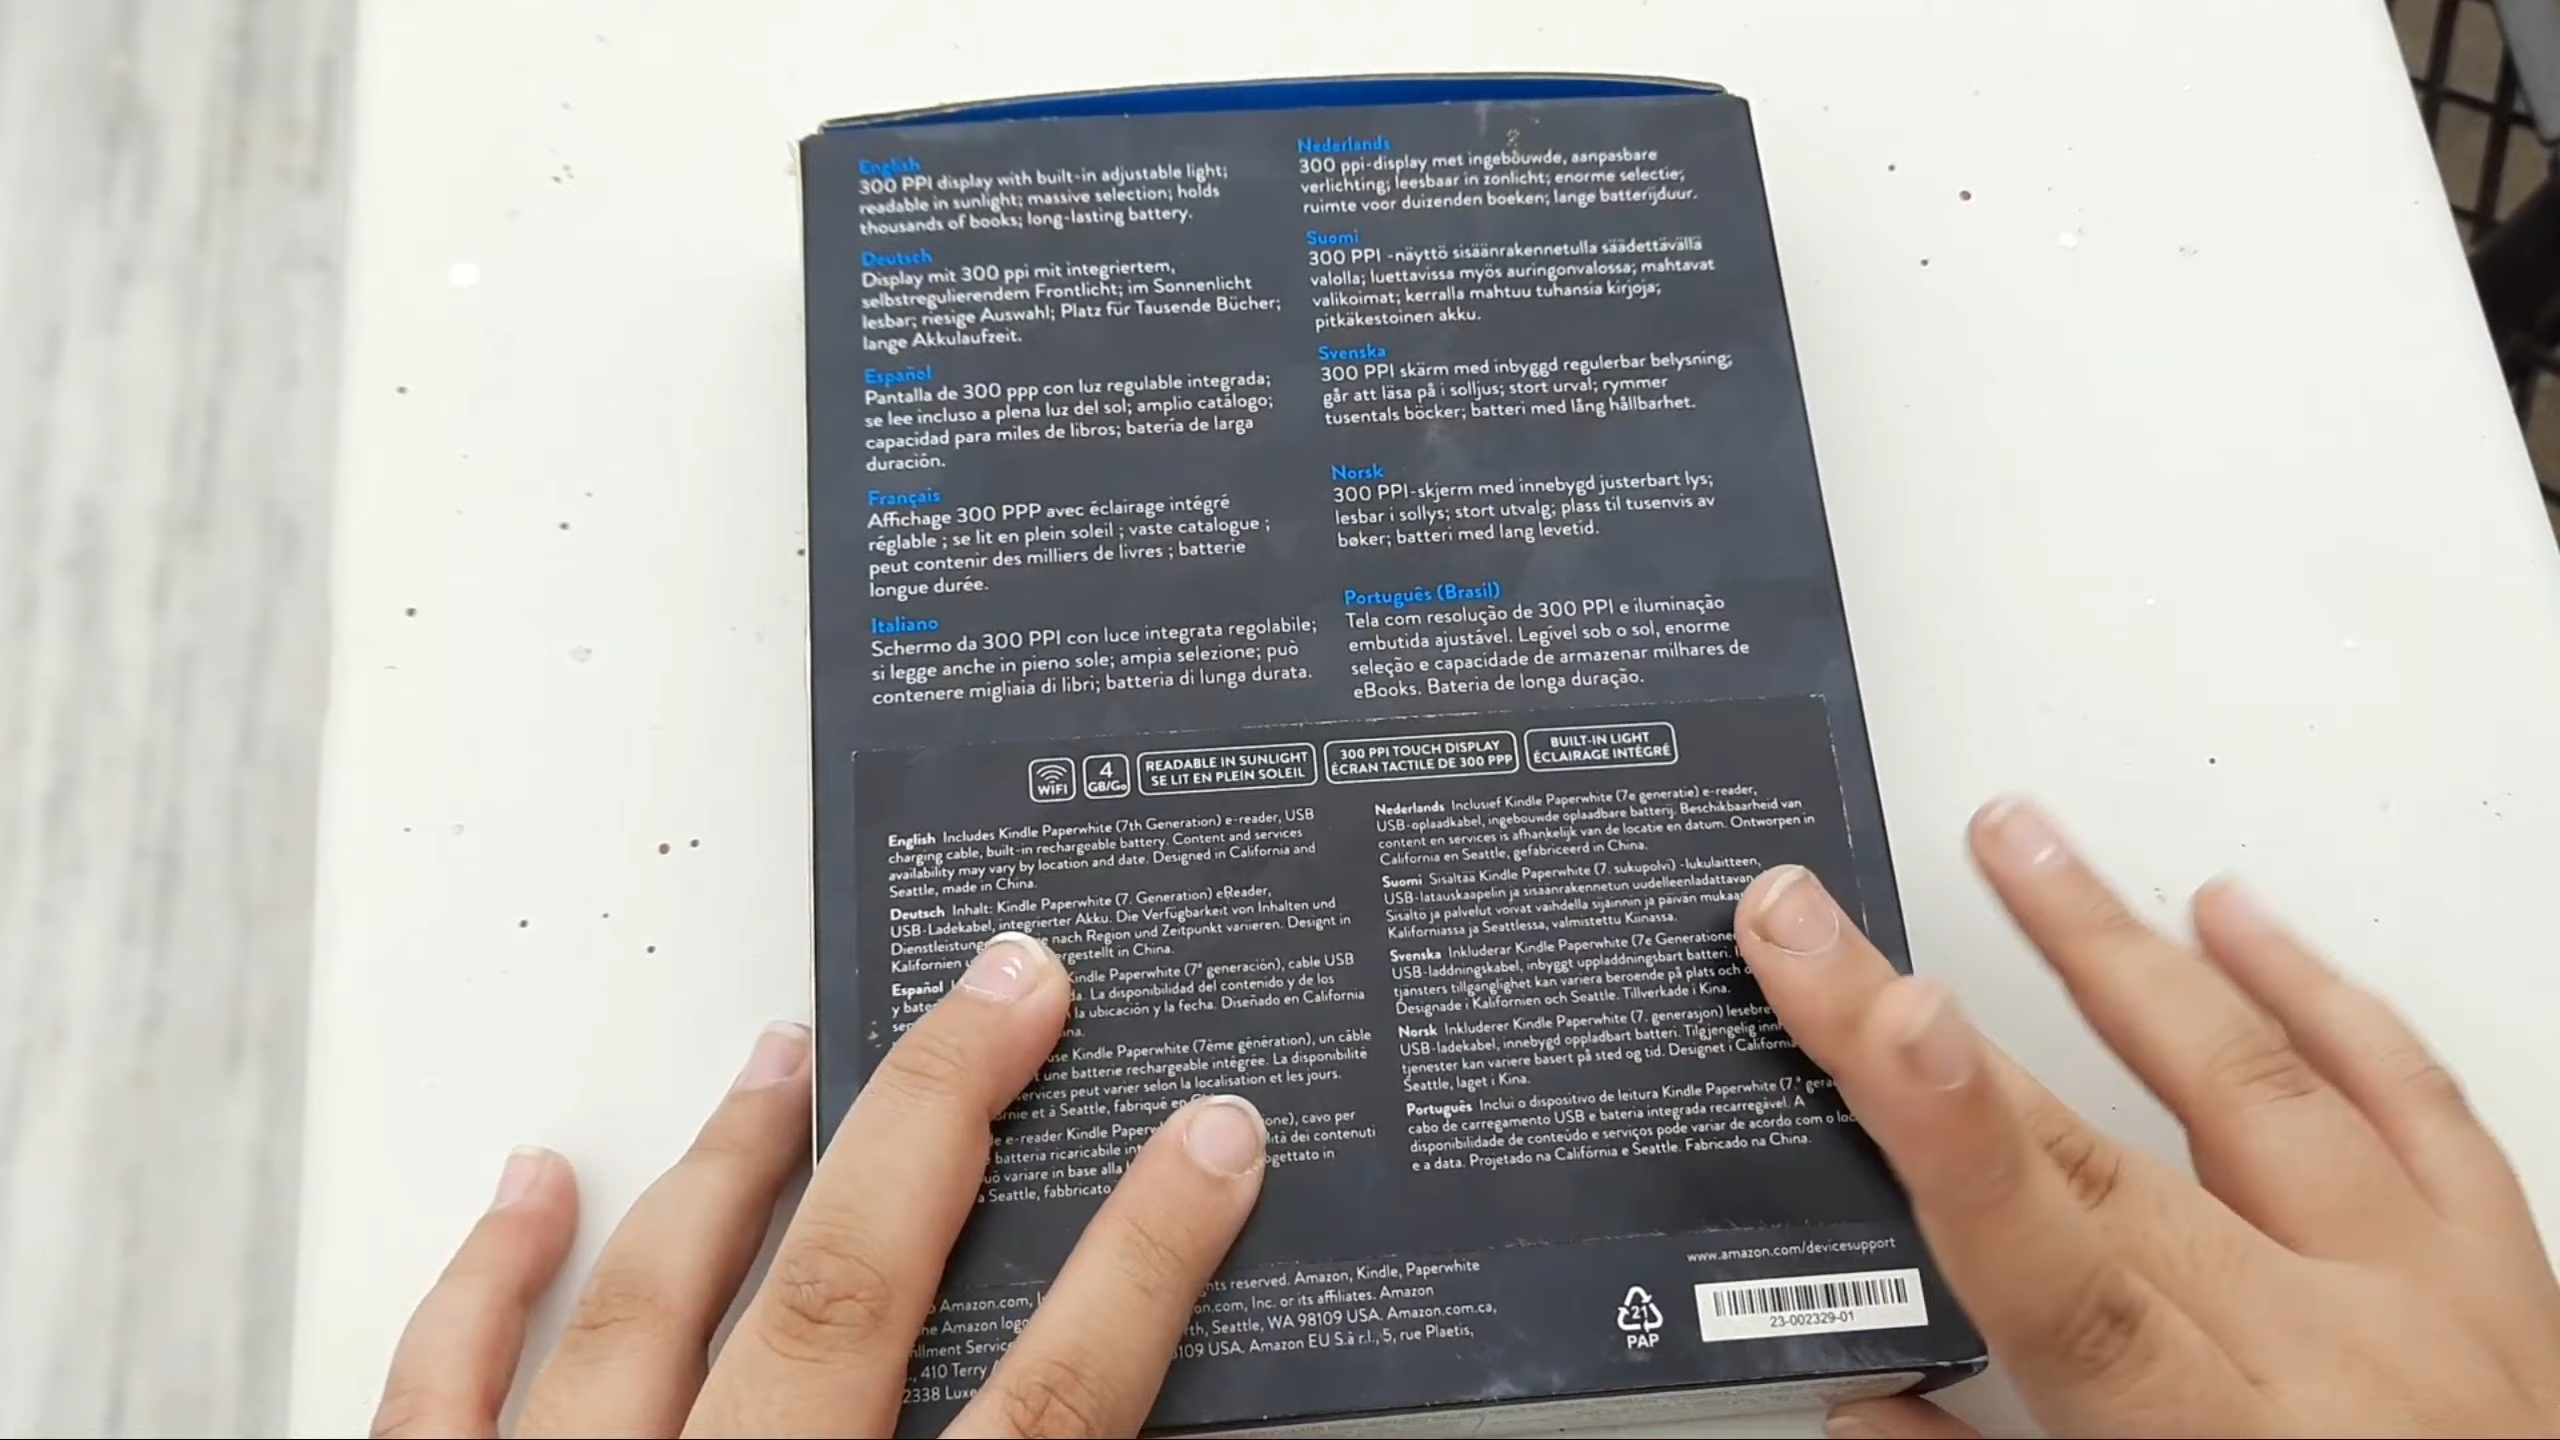 English
300 PPI display with built-in adjustable light;
readable in sunlight; massive selection; holds
thousands of books; long-lasting battery.
Deutsch
Display mit 300 ppi mit integriertem,
selbstregulierendem Frontlicht; im Sonnenlicht
lesbar; riesige Auswahl; Platz für Tausende Bücher;
lange Akkulaufzeit.
Español
Pantalla de 300 ppp con luz regulable integrada;
se lee incluso a plena luz del sol; amplio catálogo;
capacidad para miles de libros; batería de larga
duración.
Français
Affichage 300 PPP avec éclairage intégré
réglable ; se lit en plein soleil ; vaste catalogue ;
peut contenir des milliers de livres ; batterie
longue durée.
Italiano
Schermo da 300 PPI con luce integrata regolabile;
si legge anche in pieno sole; ampia selezione; può
contenere migliaia di libri; batteria di lunga durata.
Nederlands
300 ppi-display met ingebouwde, aanpasbare
verlichting; leesbaar in zonlicht; enorme selectie;
ruimte voor duizenden boeken; lange batterijduur.
Suomi
300 PPI -näyttö sisäänrakennetulla säädettävällä
valolla; luettavissa myös auringonvalossa; mahtavat
valikoimat; kerralla mahtuu tuhansia kirjoja;
pitkäkestoinen akku.
Svenska
300 PPI skärm med inbyggd regulerbar belysning;
går att läsa på i solljus; stort urval; rymmer
tusentals böcker; batteri med lång hållbarhet.
Norsk
300 PPI-skjerm med innebygd justerbart lys;
lesbar i sollys; stort utvalg; plass til tusenvis av
bøker; batteri med lang levetid.
Português (Brasil)
Tela com resolução de 300 PPI e iluminação
embutida ajustável. Legível sob o sol, enorme
seleção e capacidade de armazenar milhares de
eBooks. Bateria de longa duração.
WiFi
4
GB/Go
READABLE IN SUNLIGHT
SE LIT EN PLEIN SOLEIL
300 PPI TOUCH DISPLAY
ÉCRAN TACTILE DE 300 PPP
BUILT-IN LIGHT
ÉCLAIRAGE INTÉGRÉ
English Includes Kindle Paperwhite (7th Generation) e-reader, USB
charging cable, built-in rechargeable battery. Content and services
availability may vary by location and date. Designed in California and
Seattle, made in China.
Deutsch Inhalt: Kindle Paperwhite (7. Generation) eReader,
USB-Ladekabel, integrierter Akku. Die Verfügbarkeit von Inhalten und
nach Region und Zeitpunkt variieren. Designt in
Kalifornien in China.
Español Kindle Paperwhite (7ª generación), cable USB
y La disponibilidad del contenido y de los
la ubicación y la fecha. Diseñado en California
Kindle Paperwhite (7ème génération), un câble
une batterie rechargeable intégrée. La disponibilité
services peut varier selon la localisation et les jours.
et à Seattle, fabriqué en
e-reader Kindle cavo per
batteria ricaricabile dei contenuti
variare in base alla in
a Seattle, fabbricato
Nederlands Inclusief Kindle Paperwhite (7e generatie) e-reader,
USB-oplaadkabel, ingebouwde oplaadbare batterij. Beschikbaarheid van
content en services is afhankelijk van de locatie en datum. Ontworpen in
California en Seattle, gefabriceerd in China.
Suomi Sisältää Kindle Paperwhite (7. sukupolvi) -lukulaitteen,
USB-latauskaapelin ja sisäänrakennetun uudelleenladattavan
Sisältö ja palvelut voivat vaihdella sijainnin ja päivän mukaan
Kaliforniassa ja Seattlessa, valmistettu Kiinassa.
Svenska Inkluderar Kindle Paperwhite (7e
USB-laddningskabel, inbyggt uppladdningsbart batteri.
tjänsters tillgänglighet kan variera beroende på plats och
Designade i Kalifornien och Seattle. Tillverkade i Kina.
Norsk Inkluderer Kindle Paperwhite (7. generasjon)
USB-ladekabel, innebygd oppladbart batteri. Tilgjengelig
tjenester kan variere basert på sted og tid. Designet i
Seattle, laget i Kina.
Português Inclui o dispositivo de leitura Kindle Paperwhite (7.ª
cabo de carregamento USB e bateria integrada recarregável. A
disponibilidade de conteúdo e serviços pode variar de acordo com o
e a data. Projetado na Califórnia e Seattle. Fabricado na China.
Amazon.com, reserved. Amazon, Kindle, Paperwhite
Amazon Inc. or its affiliates. Amazon
Seattle, WA 98109 USA. Amazon.com.ca,
410 Terry USA. Amazon EU S.à r.l., 5, rue Plaetis,
2338
www.amazon.com/devicesupport
21
PAP
23-002329-01